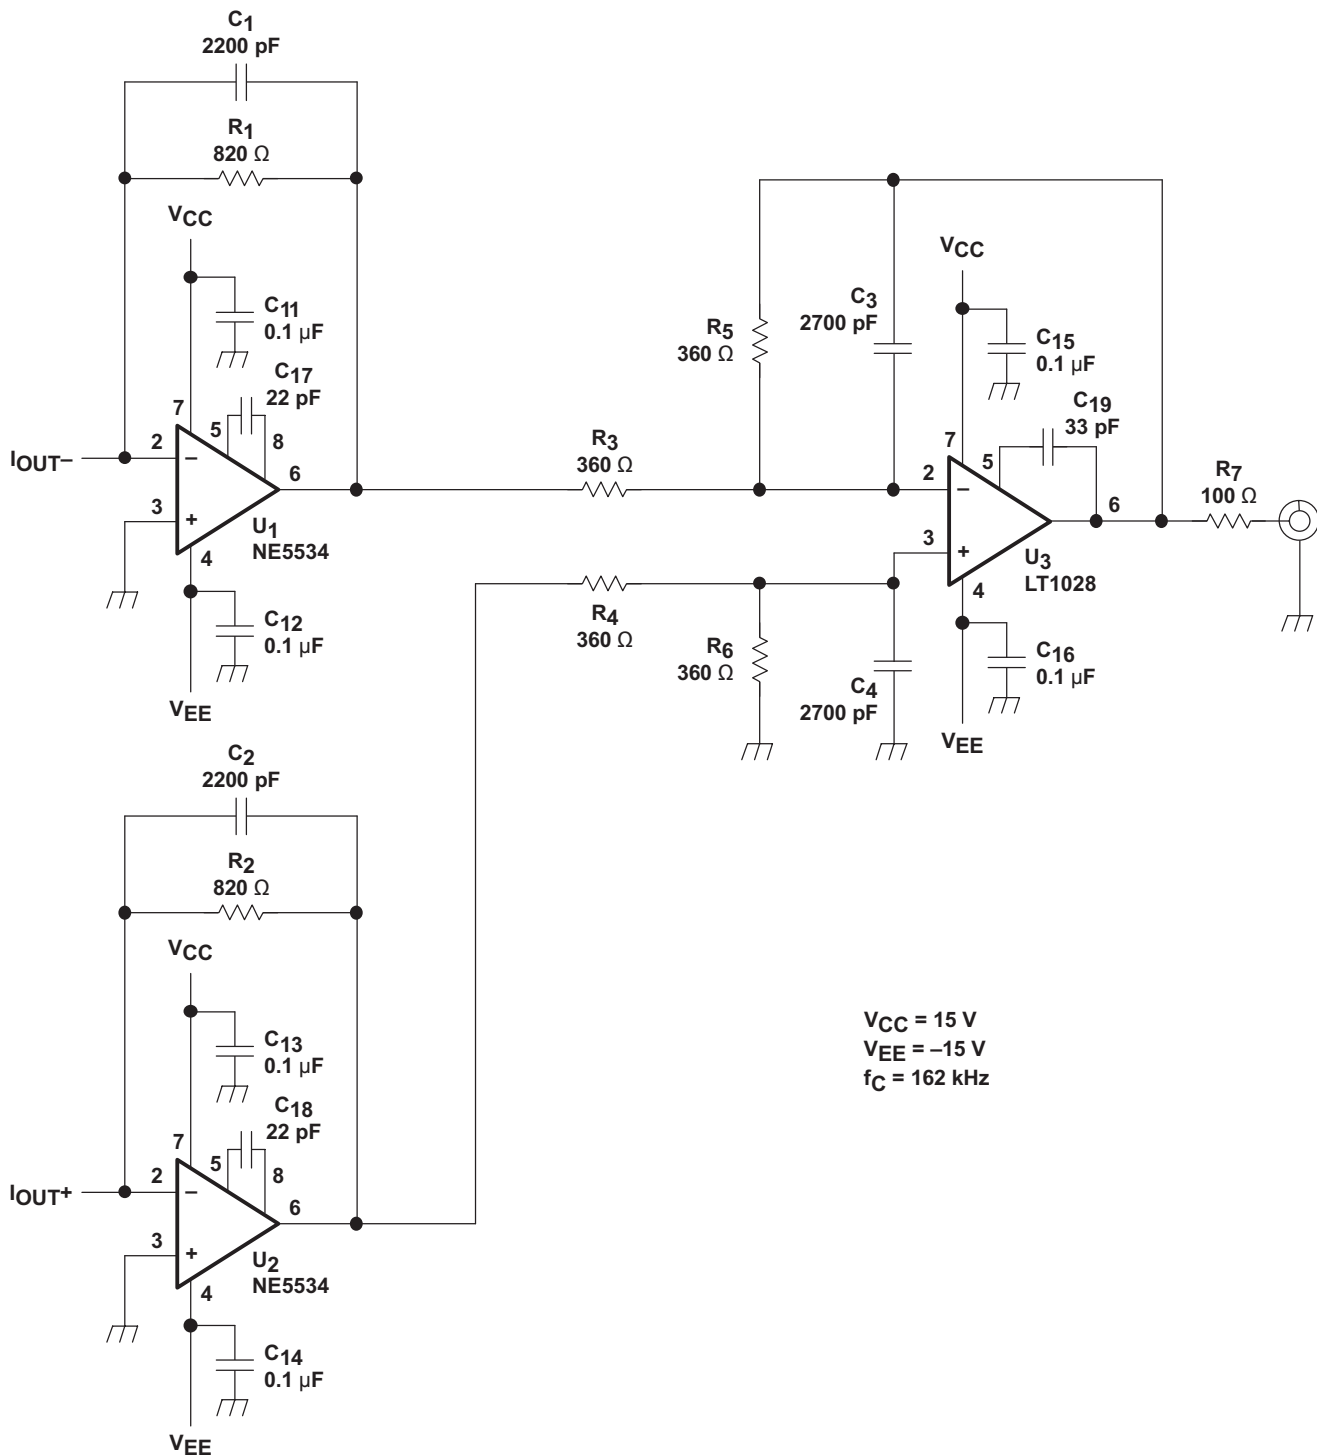 C1
2200 pF
R1
820 Ω
VCC
C11
0.1 µF
C17
22 pF
7
5
8
2
IOUT–
–
6
3
+
U1
NE5534
4
C12
0.1 µF
VEE
R3
360 Ω
R5
360 Ω
C3
2700 pF
VCC
C15
0.1 µF
C19
33 pF
7
5
2
–
6
R7
100 Ω
3
+
U3
LT1028
4
R4
360 Ω
R6
360 Ω
C4
2700 pF
C16
0.1 µF
VEE
C2
2200 pF
R2
820 Ω
VCC
C13
0.1 µF
C18
22 pF
7
5
8
2
IOUT+
–
6
3
+
U2
NE5534
4
C14
0.1 µF
VEE
VCC = 15 V
VEE = –15 V
fC = 162 kHz